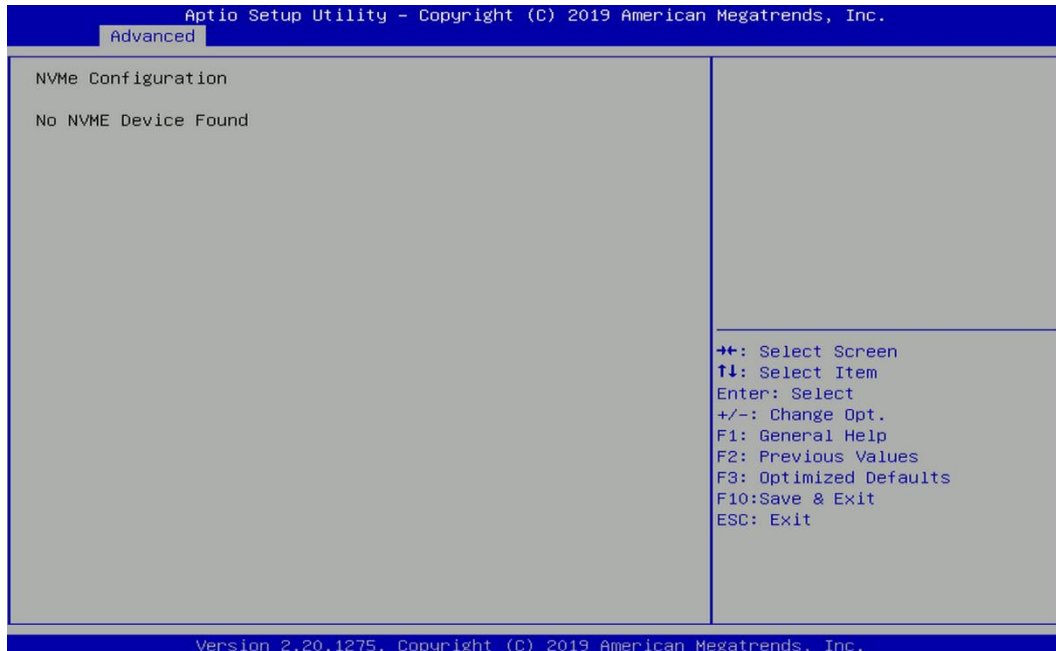 Aptio Setup Utility – Copyright (C) 2019 American Megatrends, Inc.
Advanced
NVMe Configuration
No NVME Device Found
→←: Select Screen
↑↓: Select Item
Enter: Select
+/-: Change Opt.
F1: General Help
F2: Previous Values
F3: Optimized Defaults
F10:Save & Exit
ESC: Exit
Version 2.20.1275. Copyright (C) 2019 American Megatrends, Inc.